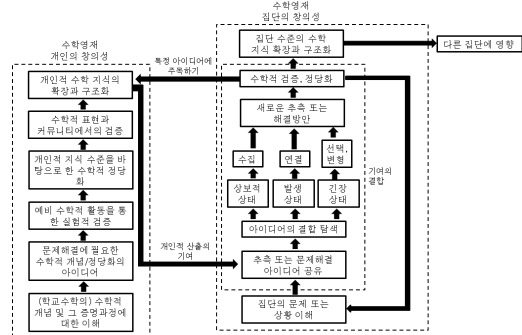 수학영재
개인의 창의성
개인적 수학 지식의
확장과 구조화
수학적 표현과
커뮤니티에서의 검증
개인적 지식 수준을 바
탕으로 한 수학적 정당
화
예비 수학적 활동을 통
한 실험적 검증
문제해결에 필요한
수학적 개념/정당화의
아이디어
(학교수학의) 수학적
개념 및 그 증명과정에
대한 이해
특정 아이디어에
주목하기
개인적 산출의
기여
수학영재
집단의 창의성
집단 수준의 수학
지식 확장과 구조화
다른 집단에 영향
수학적 검증, 정당화
새로운 추측 또는
해결방안
수집
연결
선택,
변형
기여의
결합
상보적
상태
발생
상태
긴장
상태
아이디어의 결합 탐색
추측 또는 문제해결
아이디어 공유
집단의 문제 또는
상황 이해